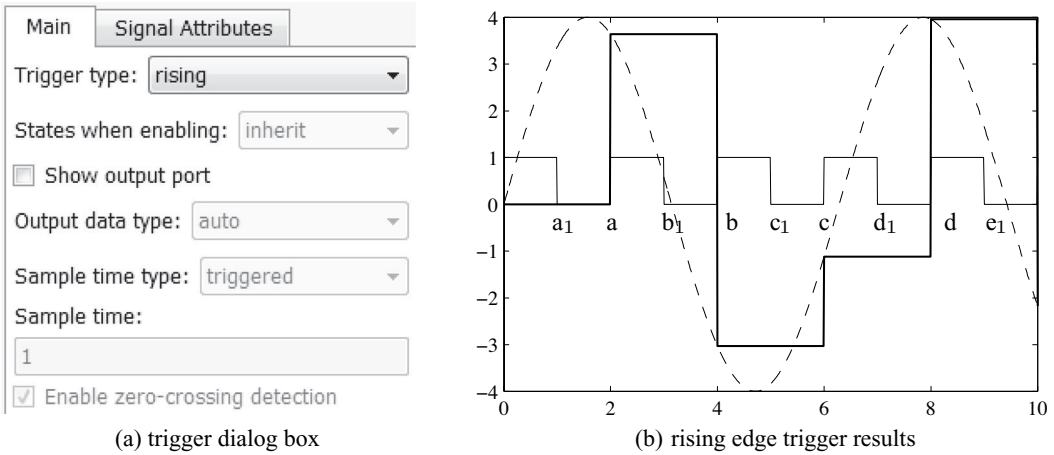 Main
Signal Attributes
Trigger type: rising
States when enabling: inherit
Show output port
Output data type: auto
Sample time type: triggered
Sample time:
1
Enable zero-crossing detection
(a) trigger dialog box
4
3
2
1
0
−1
−2
−3
−4
a₁ a b₁ b c₁ c d₁ d e₁
0 2 4 6 8 10
(b) rising edge trigger results